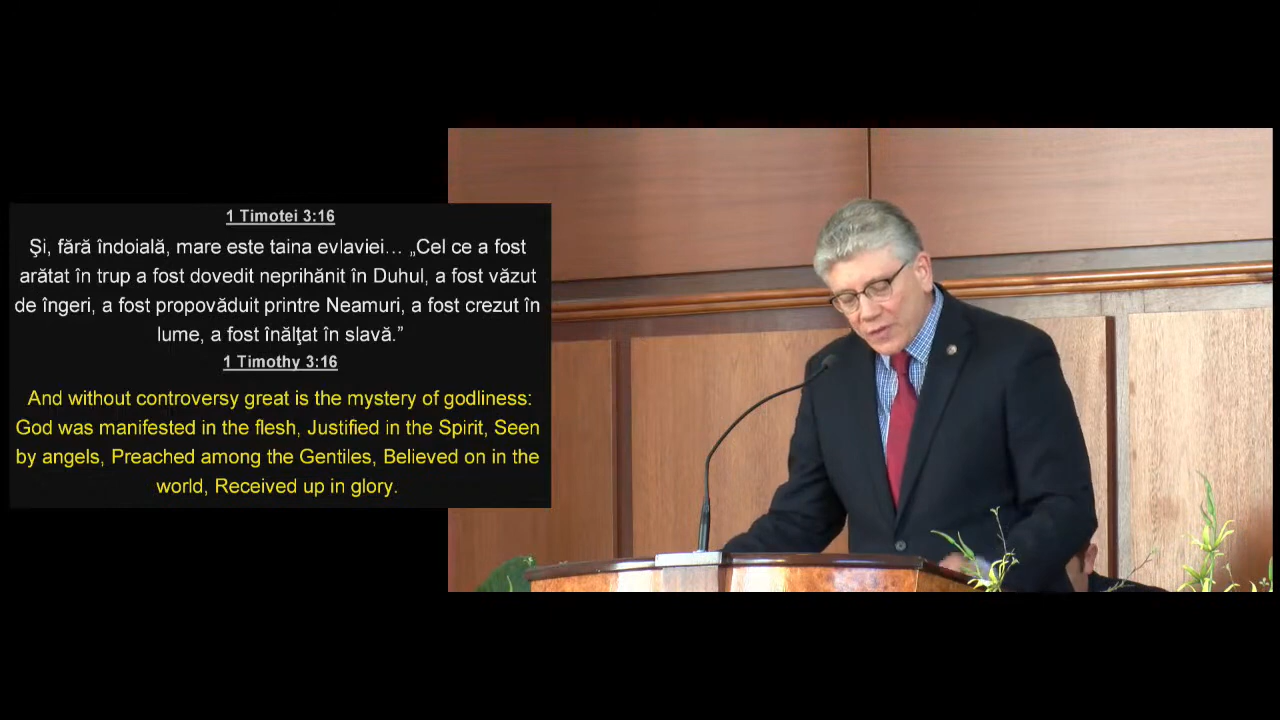 1 Timotei 3:16
Şi, fără îndoială, mare este taina evlaviei… „Cel ce a fost
arătat în trup a fost dovedit neprihănit în Duhul, a fost văzut
de îngeri, a fost propovăduit printre Neamuri, a fost crezut în
lume, a fost înălţat în slavă.”
1 Timothy 3:16
And without controversy great is the mystery of godliness:
God was manifested in the flesh, Justified in the Spirit, Seen
by angels, Preached among the Gentiles, Believed on in the
world, Received up in glory.